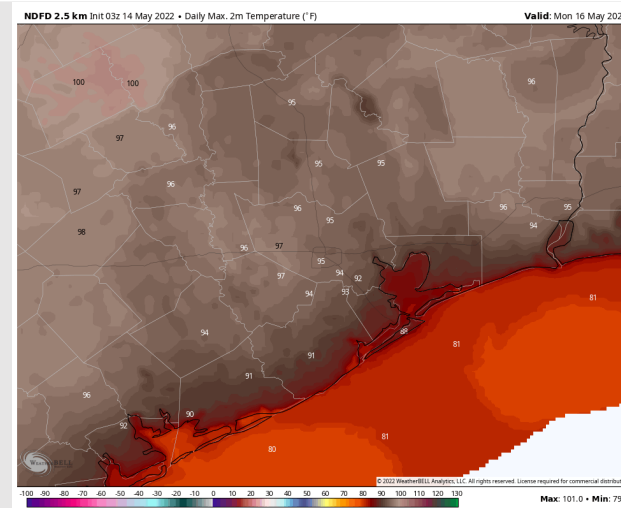 NDFD 2.5 km Init 03z 14 May 2022 • Daily Max. 2m Temperature (°F)
Valid: Mon 16 May 202
96
100 100
95
96
97
95 95
96
97
96 96 95
95 94
98
96 97
95
97 94 92
94 93
81
94 88
81
91
91
96
90
92
81
80
WEATHERBELL
© 2022 WeatherBELL Analytics, LLC. All rights reserved. License required for commercial distribut
-100 -90 -80 -70 -60 -50 -40 -30 -20 -10 0 10 20 30 40 50 60 70 80 90 100 110 120 130
Max: 101.0 • Min: 79